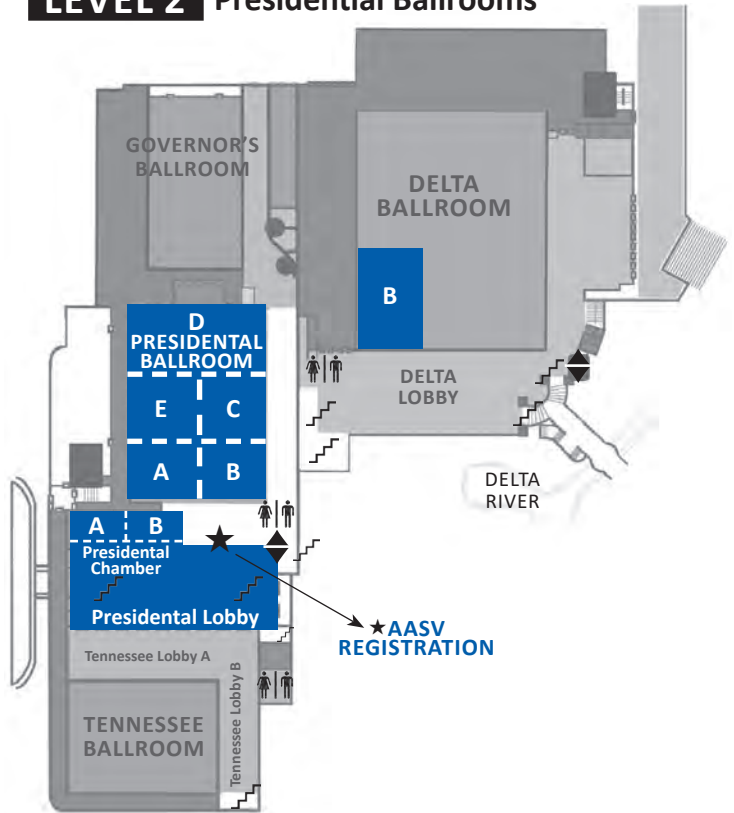 LEVEL 2 Presidential Ballrooms
GOVERNOR'S
BALLROOM
DELTA
BALLROOM
B
D
PRESIDENTAL
BALLROOM
E
C
A
B
DELTA
LOBBY
DELTA
RIVER
A
B
Presidental
Chamber
Presidental Lobby
AASV
REGISTRATION
Tennessee Lobby A
Tennessee Lobby B
TENNESSEE
BALLROOM